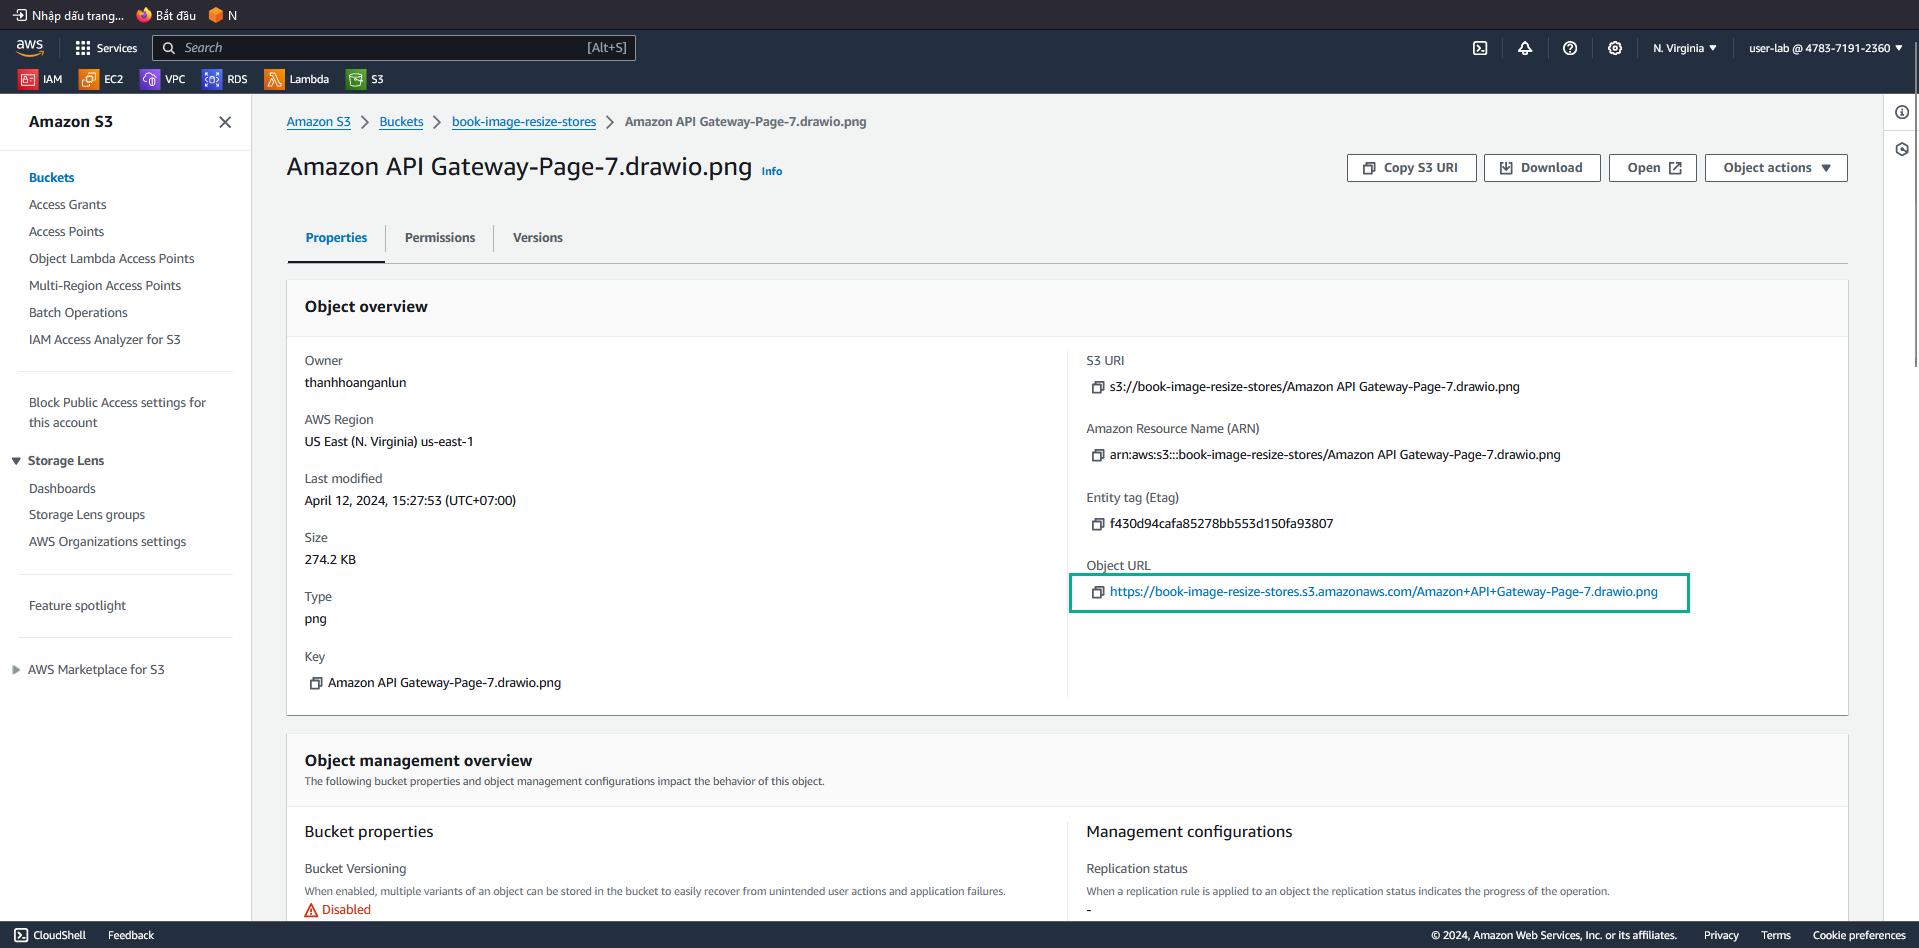 Nhập dấu trang... Bắt đầu N
aws Services Search [Alt+S] N. Virginia user-lab @ 4783-7191-2360
IAM EC2 VPC RDS Lambda S3
Amazon S3
Buckets
Access Grants
Access Points
Object Lambda Access Points
Multi-Region Access Points
Batch Operations
IAM Access Analyzer for S3
Block Public Access settings for
this account
Storage Lens
Dashboards
Storage Lens groups
AWS Organizations settings
Feature spotlight
AWS Marketplace for S3
Amazon S3 > Buckets > book-image-resize-stores > Amazon API Gateway-Page-7.drawio.png
Amazon API Gateway-Page-7.drawio.png Info
Copy S3 URI Download Open Object actions
Properties Permissions Versions
Object overview
Owner
thanhhoanganlun
AWS Region
US East (N. Virginia) us-east-1
Last modified
April 12, 2024, 15:27:53 (UTC+07:00)
Size
274.2 KB
Type
png
Key
Amazon API Gateway-Page-7.drawio.png
S3 URI
s3://book-image-resize-stores/Amazon API Gateway-Page-7.drawio.png
Amazon Resource Name (ARN)
arn:aws:s3:::book-image-resize-stores/Amazon API Gateway-Page-7.drawio.png
Entity tag (Etag)
f430d94cafa85278bb553d150fa93807
Object URL
https://book-image-resize-stores.s3.amazonaws.com/Amazon+API+Gateway-Page-7.drawio.png
Object management overview
The following bucket properties and object management configurations impact the behavior of this object.
Bucket properties
Bucket Versioning
When enabled, multiple variants of an object can be stored in the bucket to easily recover from unintended user actions and application failures.
Disabled
Management configurations
Replication status
When a replication rule is applied to an object the replication status indicates the progress of the operation.
-
CloudShell Feedback © 2024, Amazon Web Services, Inc. or its affiliates. Privacy Terms Cookie preferences